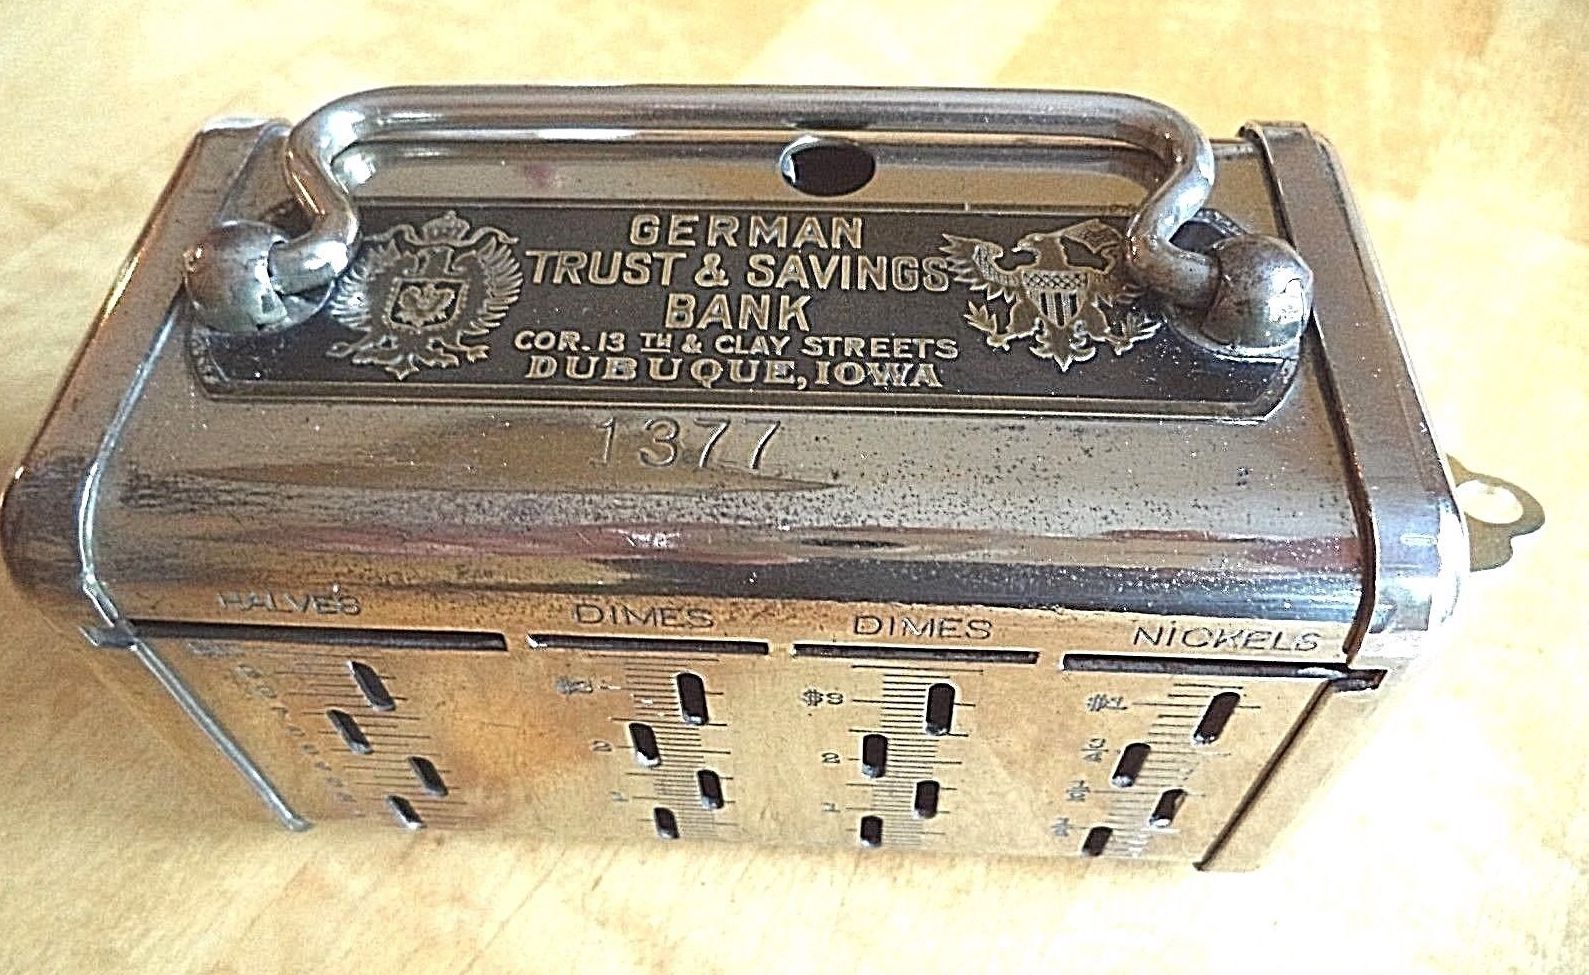 GERMAN
TRUST & SAVINGS
BANK
COR. 13 TH & CLAY STREETS
DUBUQUE, IOWA
1377
HALVES DIMES DIMES NICKELS
$3 $1
2 2 3/4
1 1 1/2
1/4